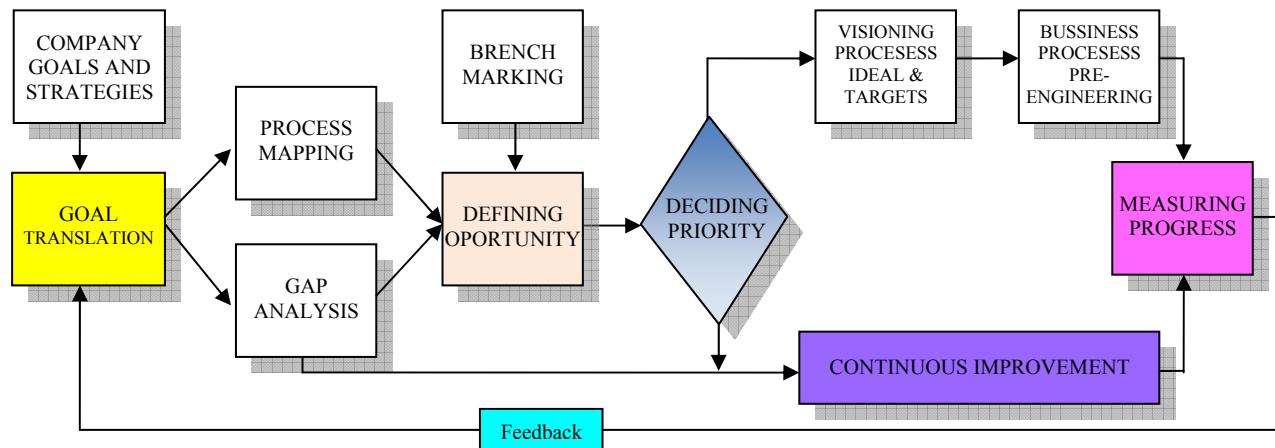 COMPANY
GOALS AND
STRATEGIES
BRENCH
MARKING
VISIONING
PROCESESS
IDEAL &
TARGETS
BUSSINESS
PROCESESS
PRE-
ENGINEERING
PROCESS
MAPPING
GOAL
TRANSLATION
DEFINING
OPORTUNITY
DECIDING
PRIORITY
MEASURING
PROGRESS
GAP
ANALYSIS
CONTINUOUS IMPROVEMENT
Feedback